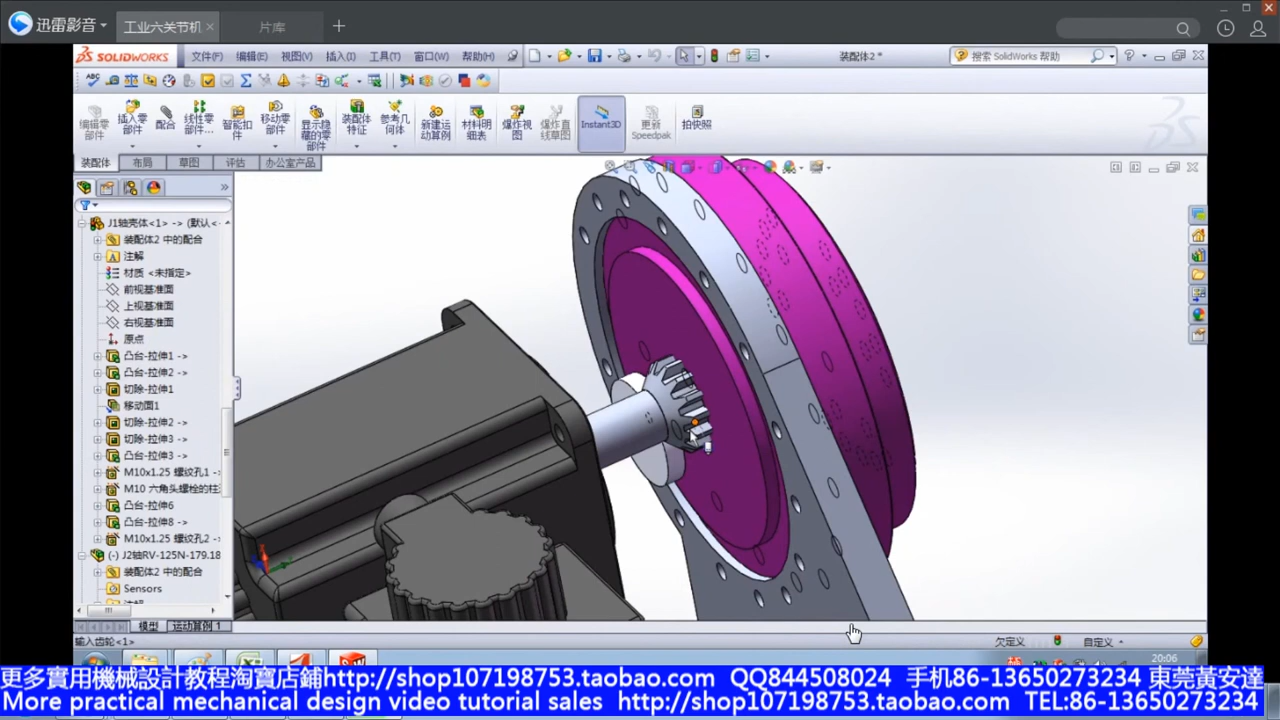 迅雷影音
工业六关节机
片库
SOLIDWORKS
文件(F) 编辑(E) 视图(V) 插入(I) 工具(T) 窗口(W) 帮助(H)
装配体2 *
搜索 SolidWorks 帮助
编辑零部件
插入零部件
配合
线性零部件...
智能扣件
移动零部件
显示隐藏的零部件
装配体特征
参考几何体
新建运动算例
材料明细表
爆炸视图
爆炸直线草图
Instant3D
更新 Speedpak
拍快照
装配体 布局 草图 评估 办公室产品
J1轴壳体<1> -> (默认<
装配体2 中的配合
注解
材质 <未指定>
前视基准面
上视基准面
右视基准面
原点
凸台-拉伸1 ->
凸台-拉伸2 ->
切除-拉伸1
移动面1
切除-拉伸2 ->
切除-拉伸3 ->
凸台-拉伸3 ->
M10x1.25 螺纹孔1 -
M10 六角头螺栓的柱
凸台-拉伸6
凸台-拉伸8 ->
M10x1.25 螺纹孔2 ->
(-) J2轴RV-125N-179.18
装配体2 中的配合
Sensors
模型 运动算例 1
输入齿轮<1>
欠定义 自定义
20:06
更多實用機械設計教程淘寶店鋪http://shop107198753.taobao.com QQ844508024 手机86-13650273234 東莞黃安達
More practical mechanical design video tutorial sales http://shop107198753.taobao.com TEL:86-13650273234